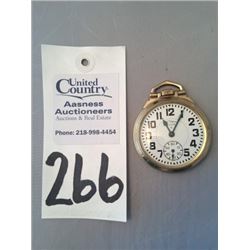 United
Country
Aasness
Auctioneers
Auctions & Real Estate
Phone: 218-998-4454
266